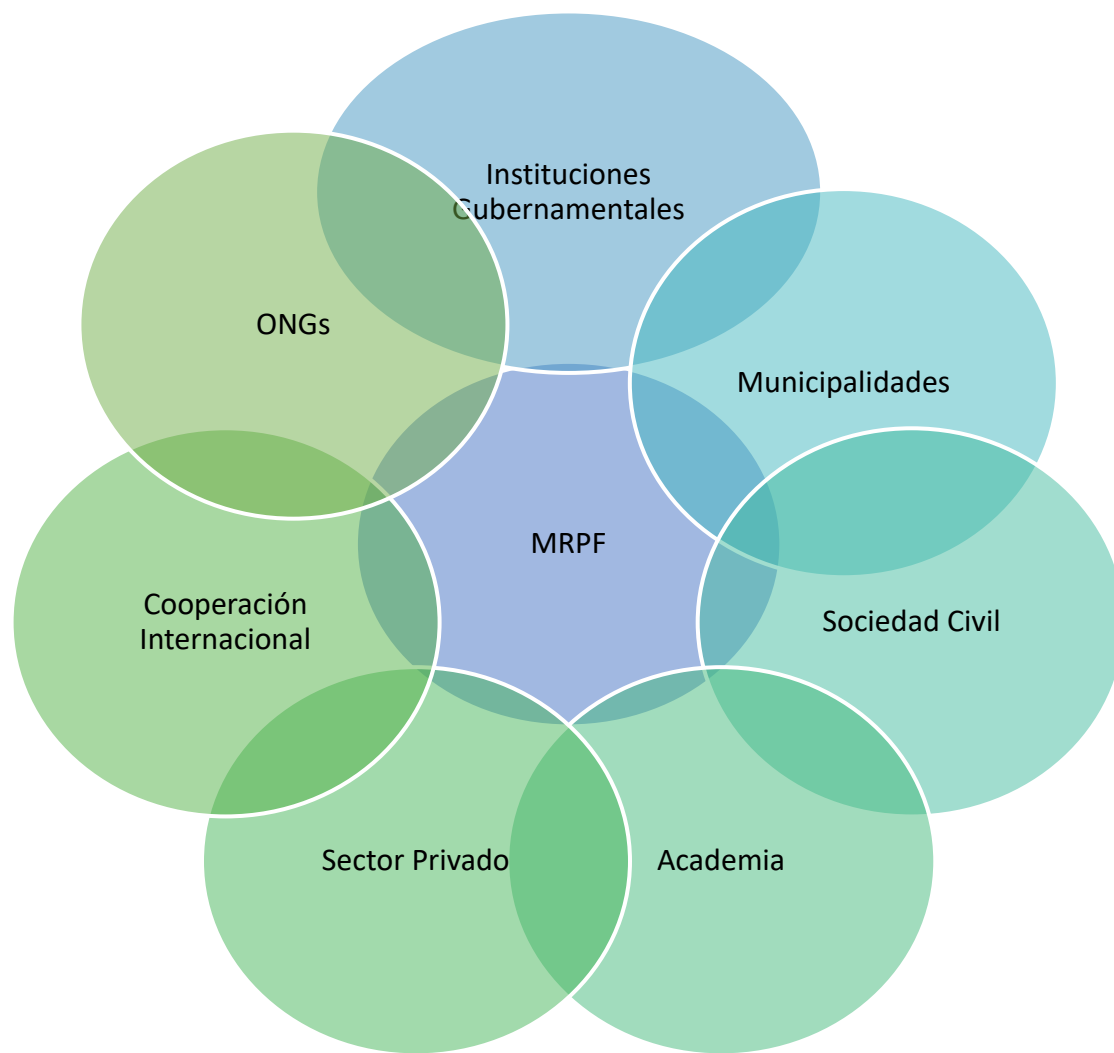 Instituciones
Gubernamentales
ONGs
Municipalidades
MRPF
Cooperación
Internacional
Sociedad Civil
Sector Privado
Academia